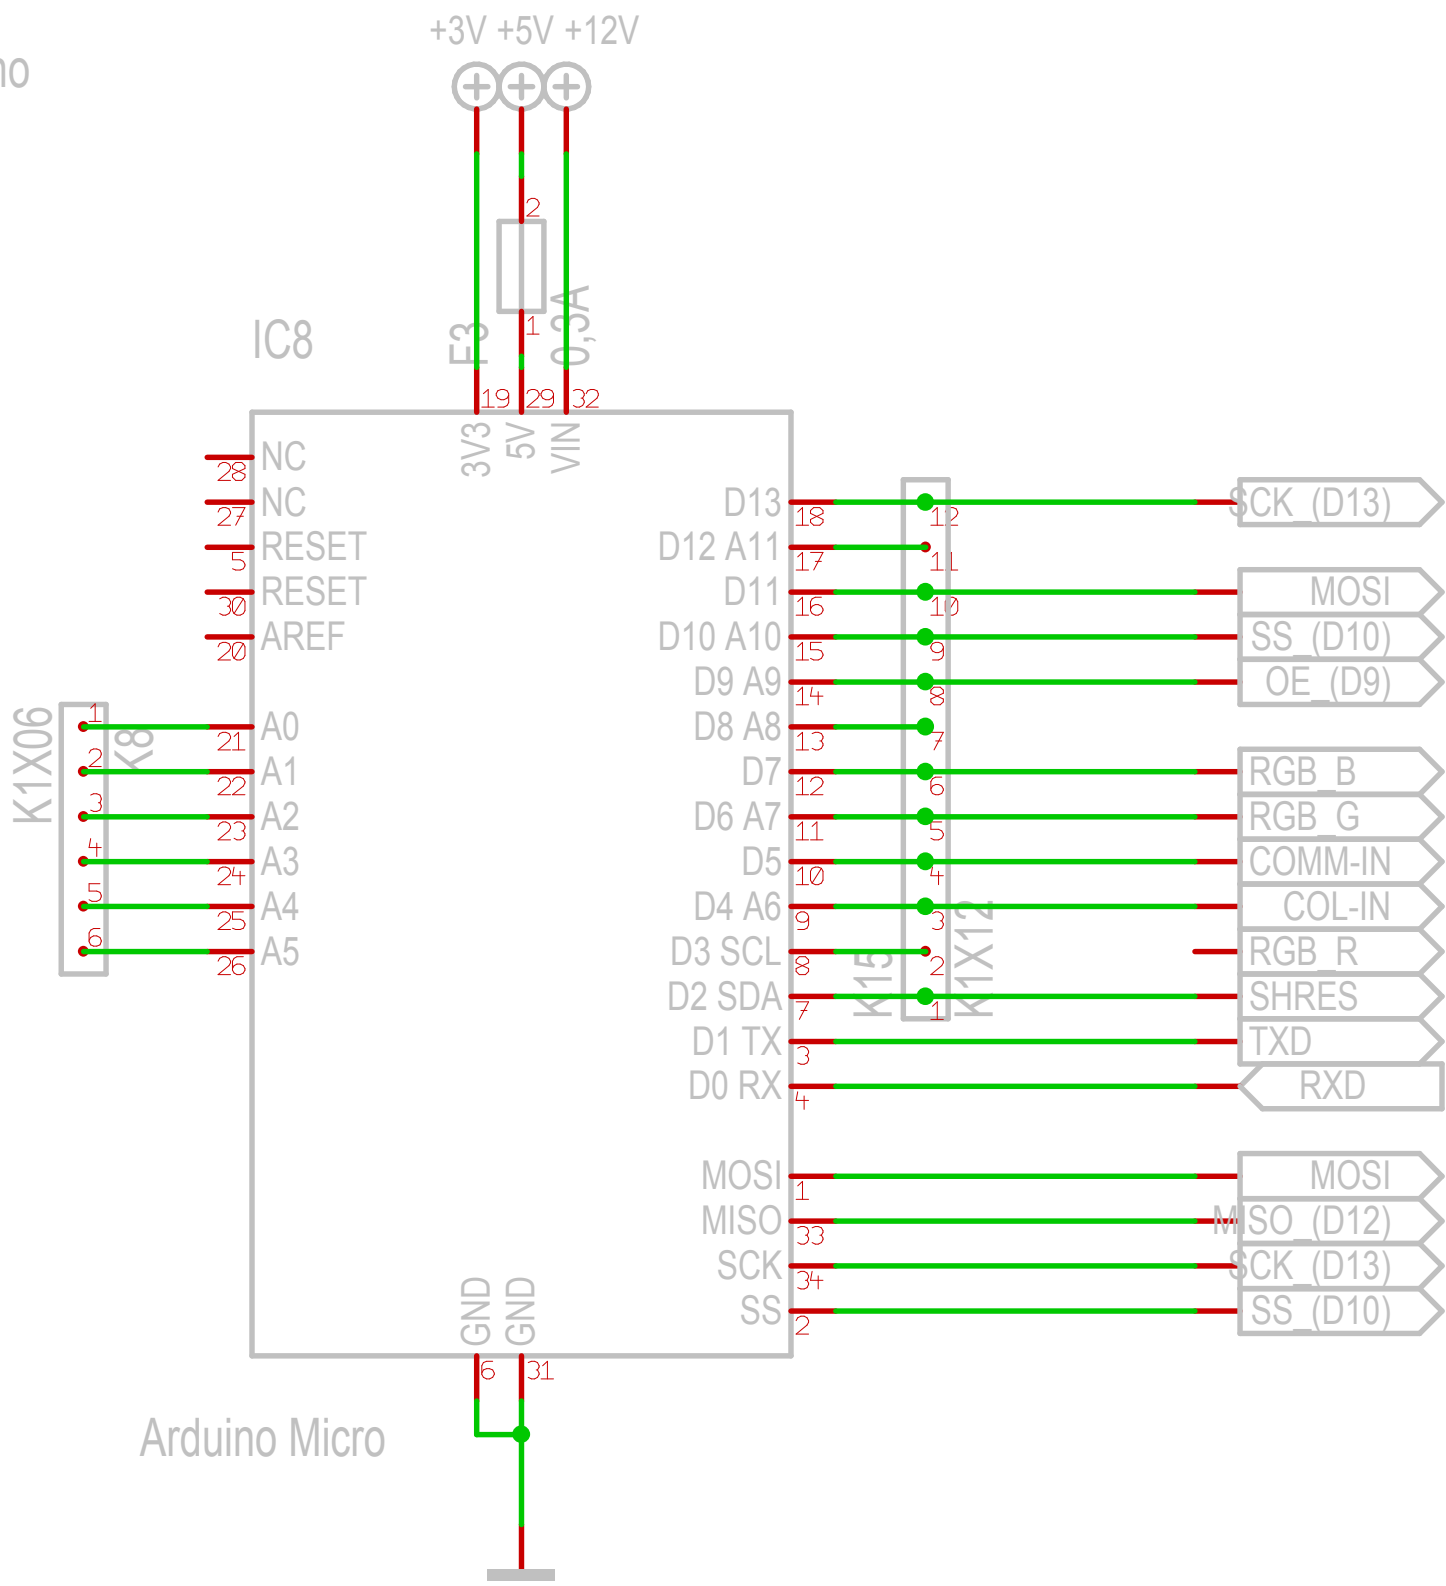 +3V +5V +12V
no
2
1
F3
0,3A
IC8
19 29 32
3V3 5V VIN
NC 28
NC 27
RESET 5
RESET 30
AREF 20
K1X06
K8
1 21 A0
2 22 A1
3 23 A2
4 24 A3
5 25 A4
6 26 A5
D13 18 12 SCK_(D13)
D12 A11 17 11
D11 16 10 MOSI
D10 A10 15 9 SS_(D10)
D9 A9 14 8 OE_(D9)
D8 A8 13 7
D7 12 6 RGB_B
D6 A7 11 5 RGB_G
D5 10 4 COMM-IN
D4 A6 9 3 COL-IN
D3 SCL 8 2 RGB_R
D2 SDA 7 1 SHRES
K15
K1X12
D1 TX 3 TXD
D0 RX 4 RXD
MOSI 1 MOSI
MISO 33 MISO_(D12)
SCK 34 SCK_(D13)
SS 2 SS_(D10)
GND GND
6 31
Arduino Micro